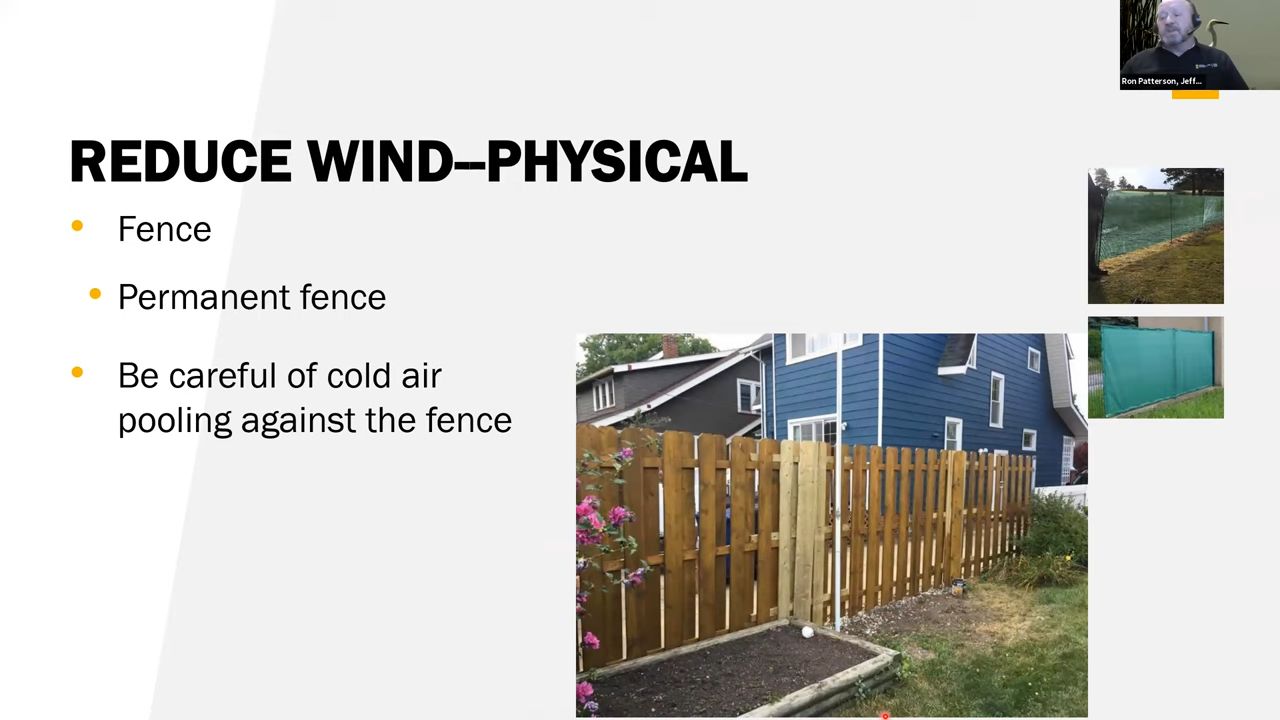 Ron Patterson, Jeff...
REDUCE WIND--PHYSICAL
• Fence
• Permanent fence
• Be careful of cold air
pooling against the fence